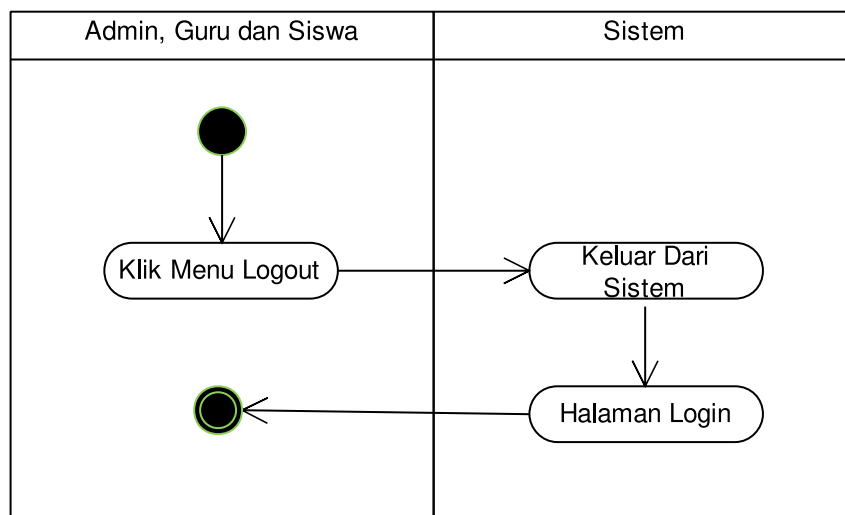 Admin, Guru dan Siswa
Sistem
Klik Menu Logout
Keluar Dari
Sistem
Halaman Login